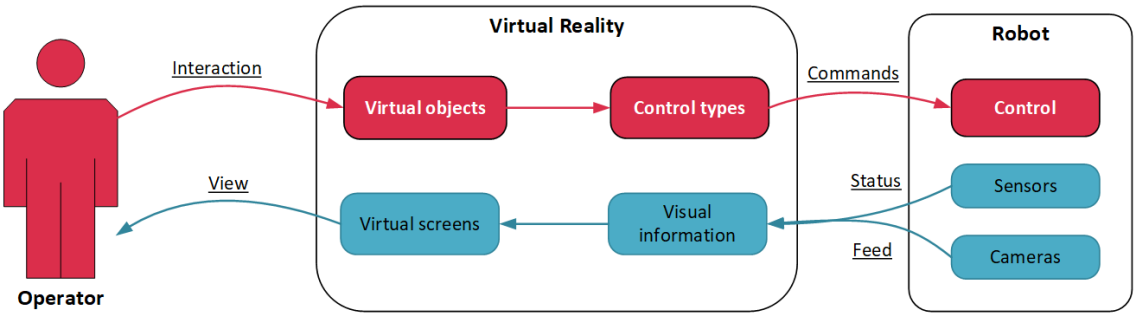 Virtual Reality
Robot
Interaction
Commands
Virtual objects
Control types
Control
View
Status
Sensors
Virtual screens
Visual
information
Feed
Cameras
Operator